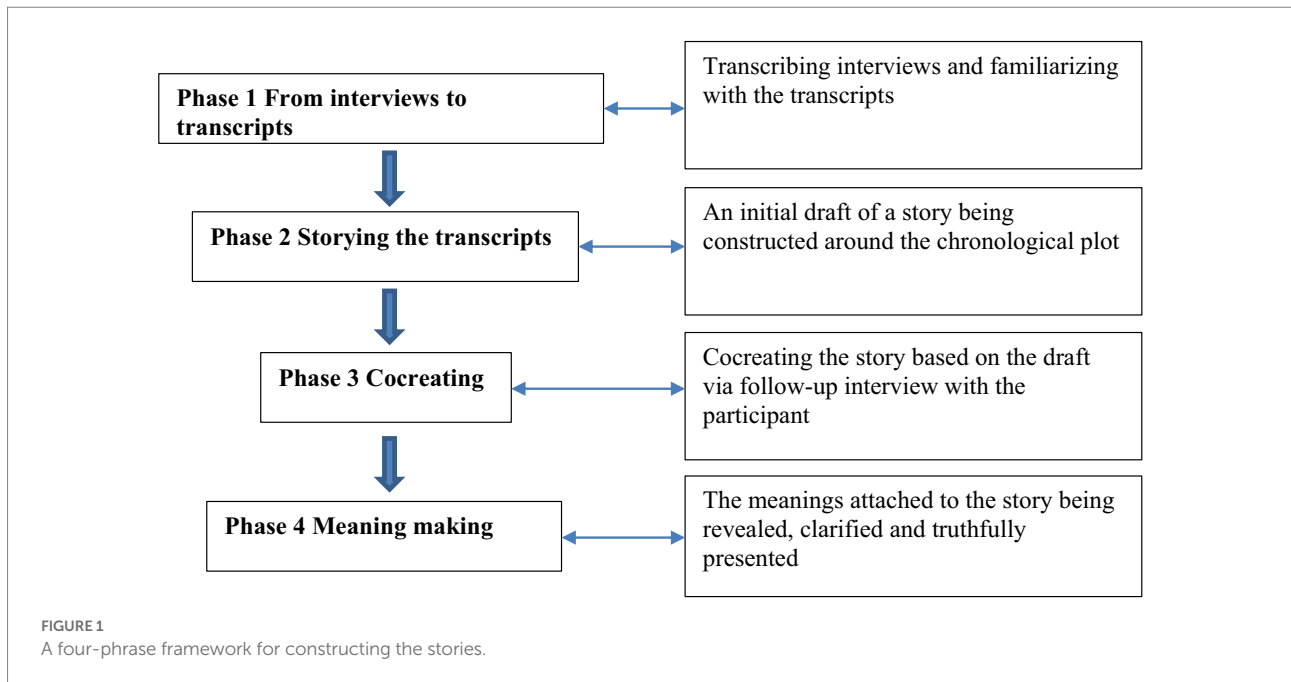 Phase 1 From interviews to
transcripts
Transcribing interviews and familiarizing
with the transcripts
Phase 2 Storying the transcripts
An initial draft of a story being
constructed around the chronological plot
Phase 3 Cocreating
Cocreating the story based on the draft
via follow-up interview with the
participant
Phase 4 Meaning making
The meanings attached to the story being
revealed, clarified and truthfully
presented
FIGURE 1
A four-phrase framework for constructing the stories.